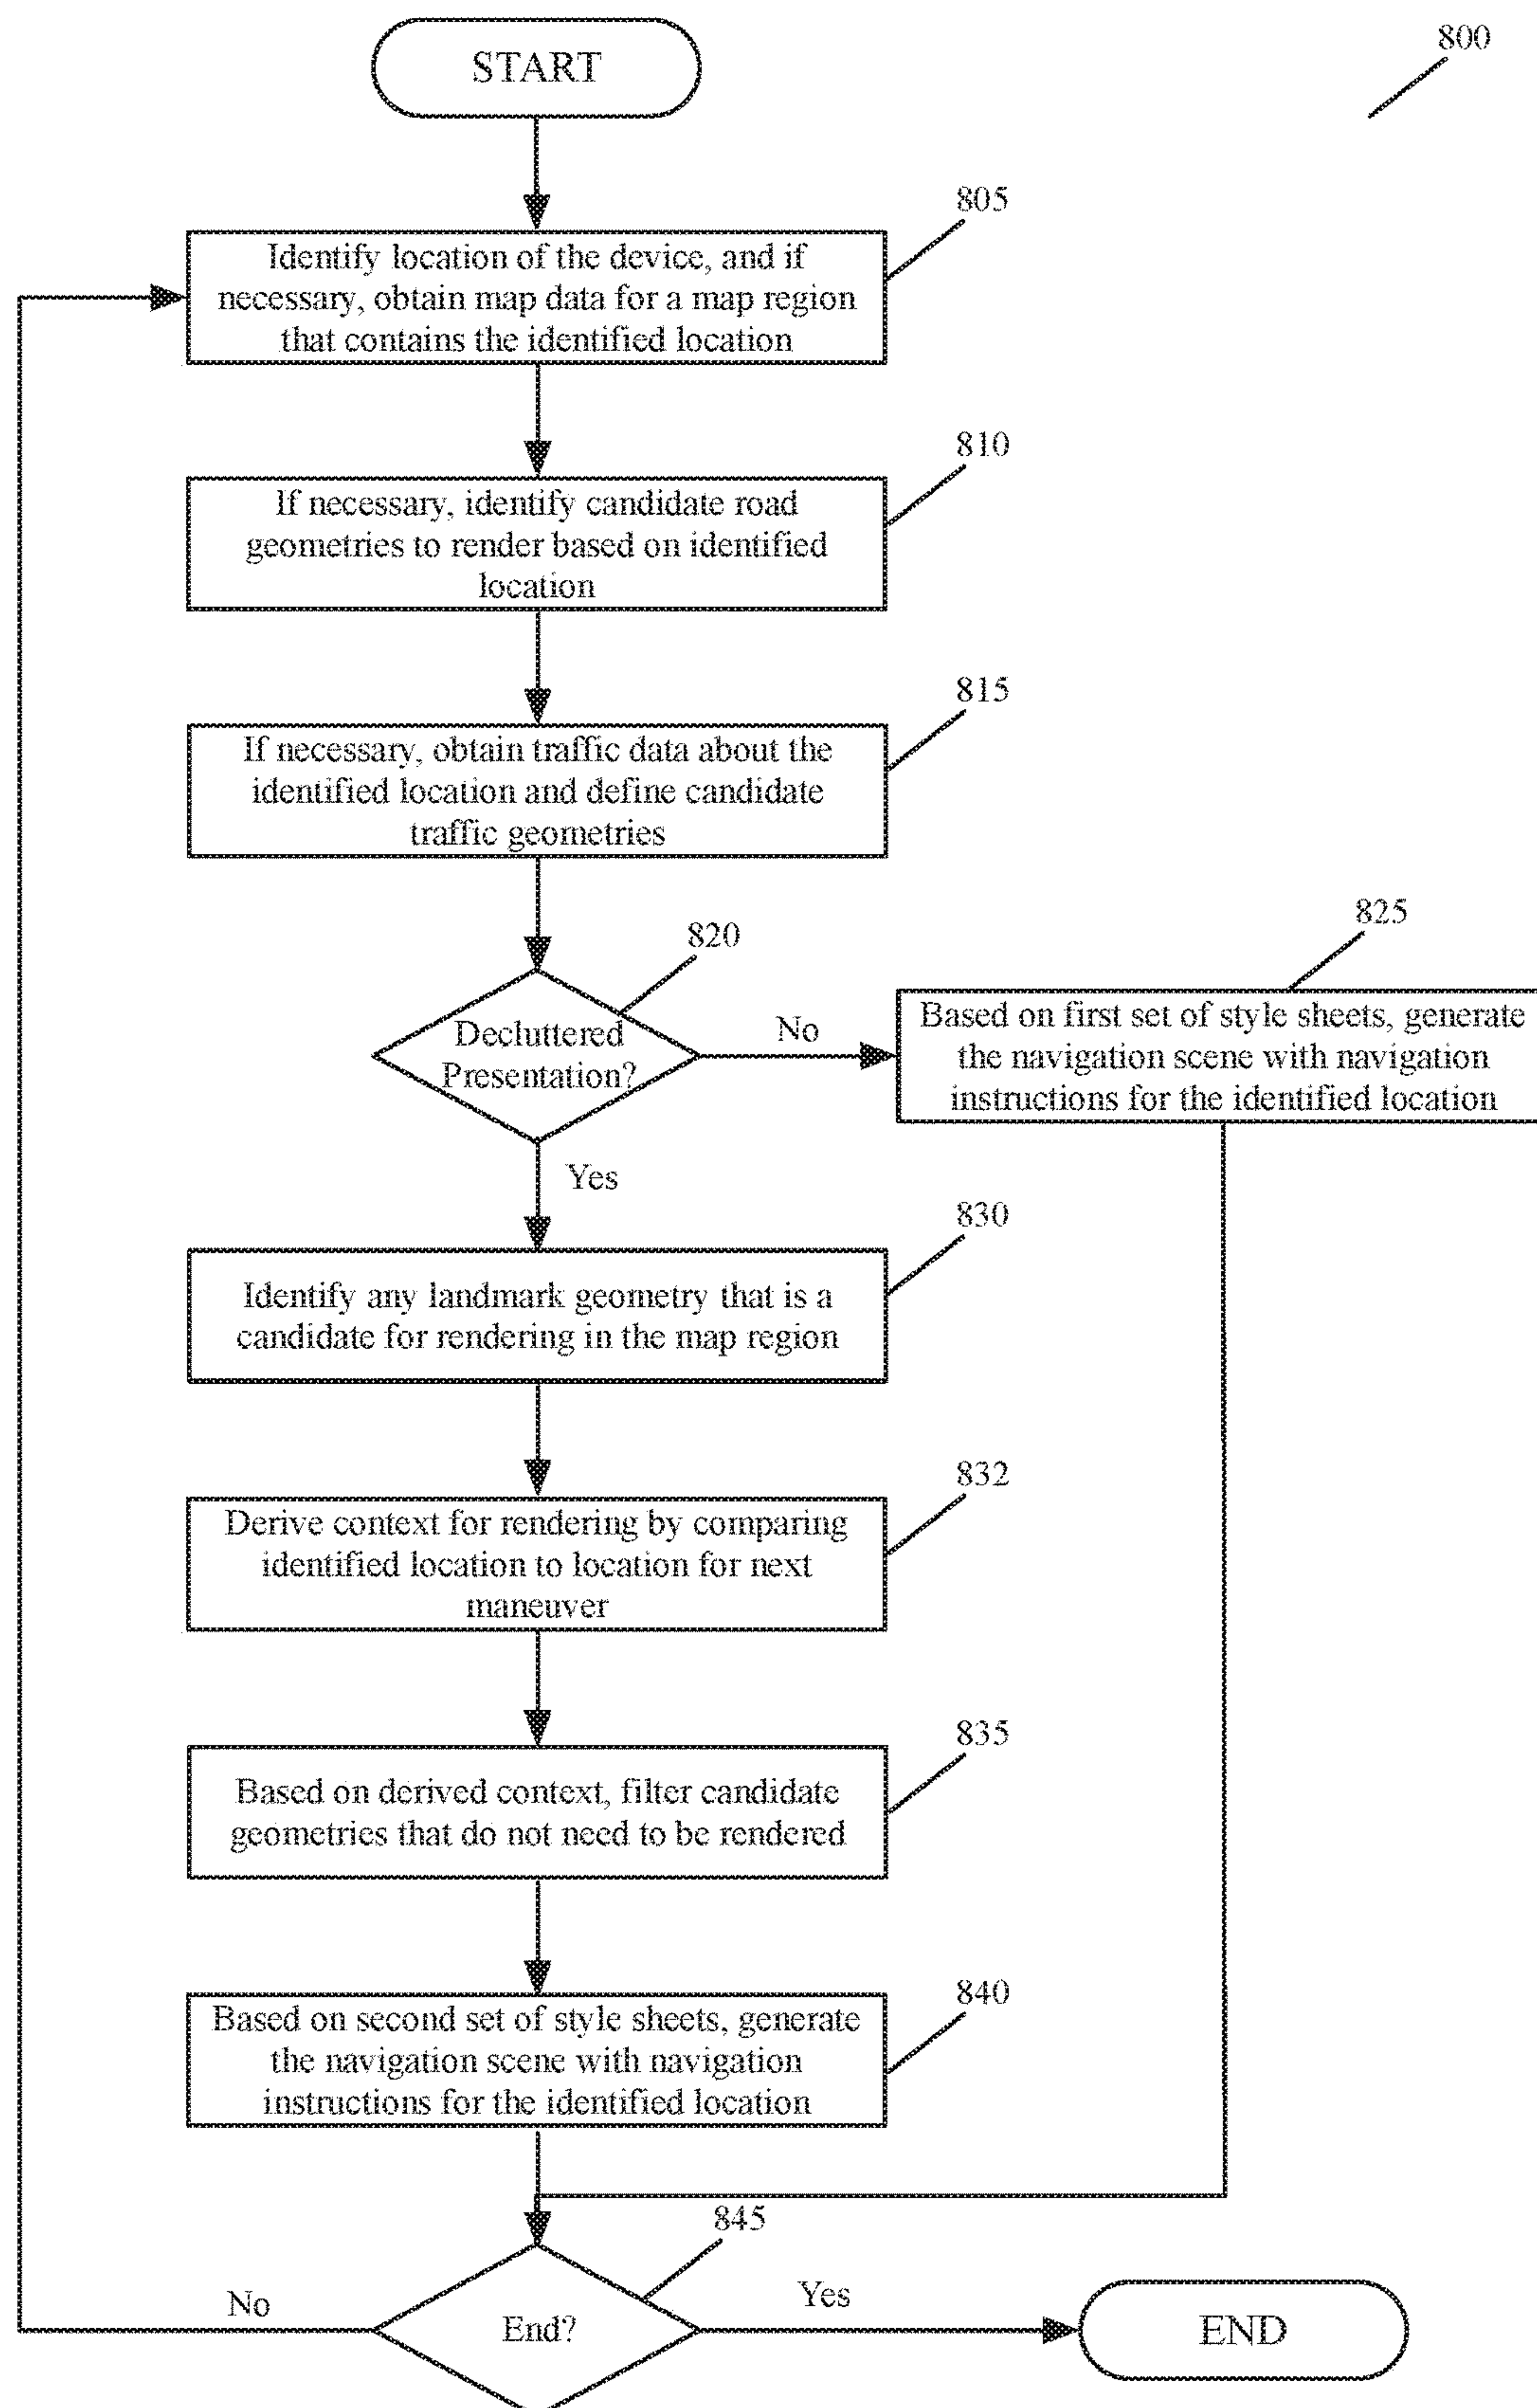 START
800
805
Identify location of the device, and if
necessary, obtain map data for a map region
that contains the identified location
810
If necessary, identify candidate road
geometries to render based on identified
location
815
If necessary, obtain traffic data about the
identified location and define candidate
traffic geometries
820
Decluttered
Presentation?
No
825
Based on first set of style sheets, generate
the navigation scene with navigation
instructions for the identified location
Yes
830
Identify any landmark geometry that is a
candidate for rendering in the map region
832
Derive context for rendering by comparing
identified location to location for next
maneuver
835
Based on derived context, filter candidate
geometries that do not need to be rendered
840
Based on second set of style sheets, generate
the navigation scene with navigation
instructions for the identified location
845
No
End?
Yes
END